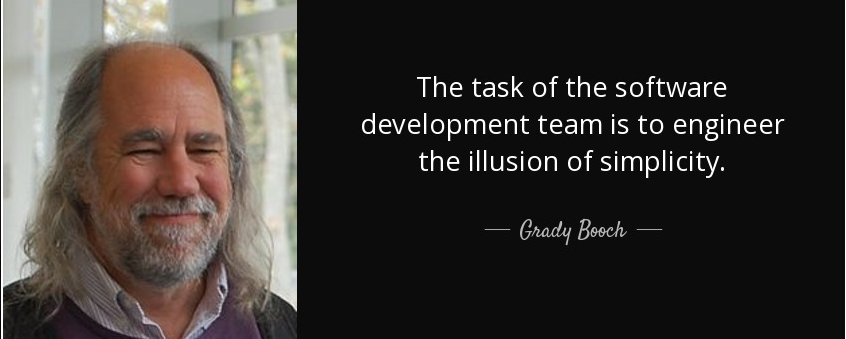 The task of the software
development team is to engineer
the illusion of simplicity.
Grady Booch